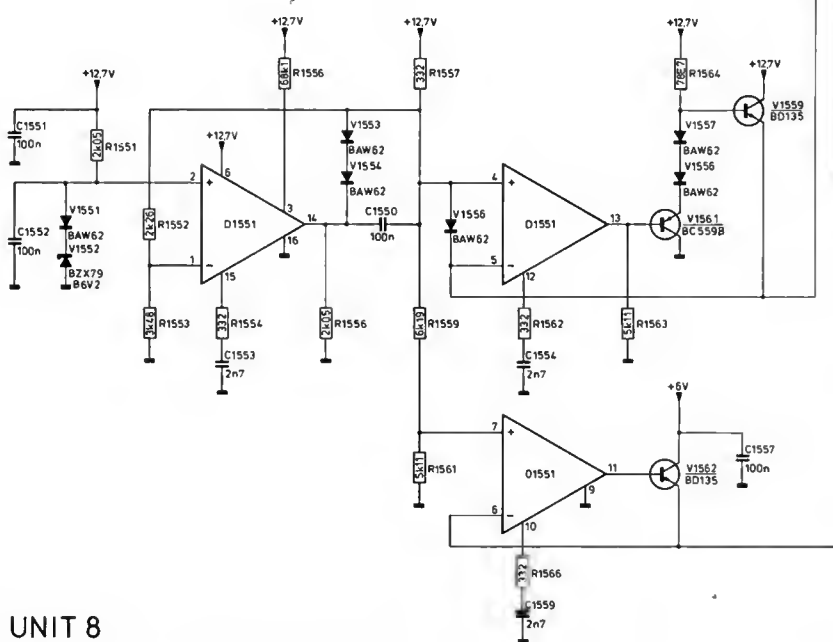 +12,7V
+12,7V
+12,7V
68k1
R1556
332
R1557
78E7
R1564
+12,7V
+12,7V
C1551
100n
2k05
R1551
+12,7V
V1553
BAW62
V1554
BAW62
V1557
BAW62
V1556
BAW62
V1559
BD135
2
+
6
3
D1551
14
16
15
1
−
C1550
100n
4
+
D1551
13
5
−
12
V1556
BAW62
V1561
BC559B
C1552
100n
V1551
BAW62
V1552
BZX79
B6V2
2k26
R1552
3k48
R1553
332
R1554
C1553
2n7
2k05
R1556
6k19
R1559
332
R1562
C1554
2n7
5k11
R1563
+6V
7
+
D1551
11
9
6
−
10
5k11
R1561
V1562
BD135
C1557
100n
332
R1566
C1559
2n7
UNIT 8